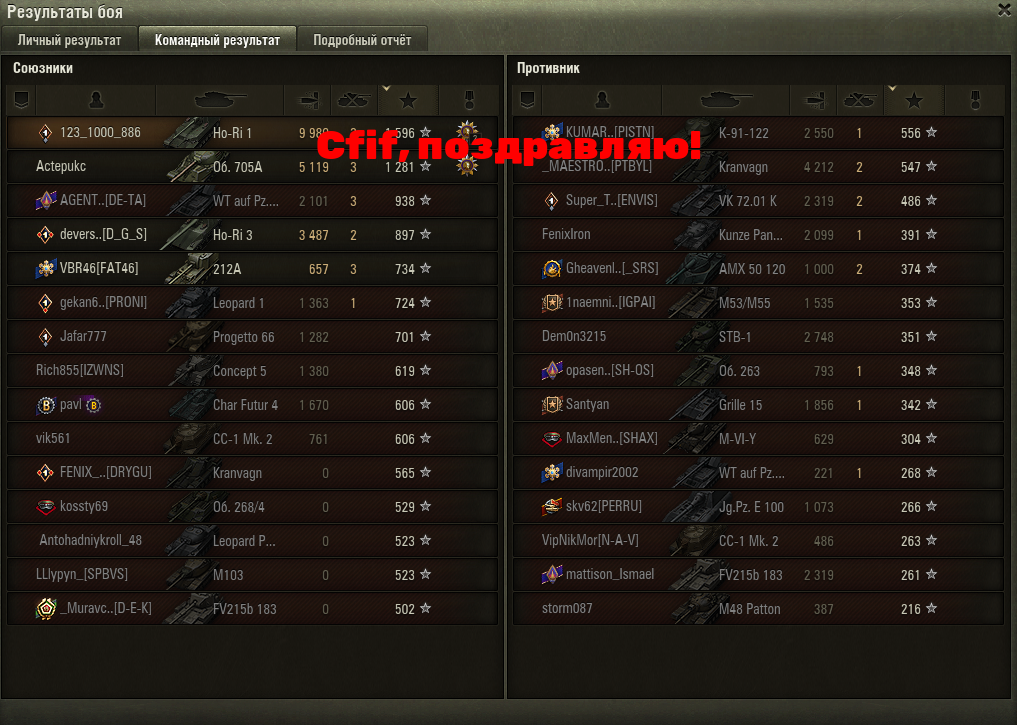 Результаты боя
Личный результат Командный результат Подробный отчёт
Союзники
123_1000_886 Ho-Ri 1 1 596
Cfif, поздравляю!
Астерикс Об. 705А 5 119 3 1 281
AGENT..[DE-TA] WT auf Pz.... 2 101 3 938
devers..[D_G_S] Ho-Ri 3 3 487 2 897
VBR46[FAT46] 212A 657 3 734
gekan6..[PRONI] Leopard 1 1 363 1 724
Jafar777 Progetto 66 1 282 701
Rich855[IZWNS] Concept 5 1 380 619
pavl B Char Futur 4 1 670 606
vik561 CC-1 Mk. 2 761 606
FENIX_..[DRYGU] Kranvagn 0 565
kossty69 Об. 268/4 0 529
Antohadniykroll_48 Leopard P... 0 523
LLlypyn_[SPBVS] M103 0 523
_Muravc..[D-E-K] FV215b 183 0 502
Противник
KUMAR..[PISTN] K-91-122 2 550 1 556
_MAESTRO..[PTBYL] Kranvagn 4 212 2 547
Super_T..[ENVIS] VK 72.01 K 2 319 2 486
FenixIron Kunze Pan... 2 099 1 391
Gheavenl..[_SRS] AMX 50 120 1 000 2 374
1naemni..[IGPAI] M53/M55 1 535 353
Dem0n3215 STB-1 2 748 351
opasen..[SH-OS] Об. 263 793 1 348
Santyan Grille 15 1 856 1 342
MaxMen..[SHAX] M-VI-Y 629 304
divampir2002 WT auf Pz.... 221 1 268
skv62[PERRU] Jg.Pz. E 100 1 073 266
VipNikMor[N-A-V] CC-1 Mk. 2 486 263
mattison_Ismael FV215b 183 2 319 261
storm087 M48 Patton 387 216